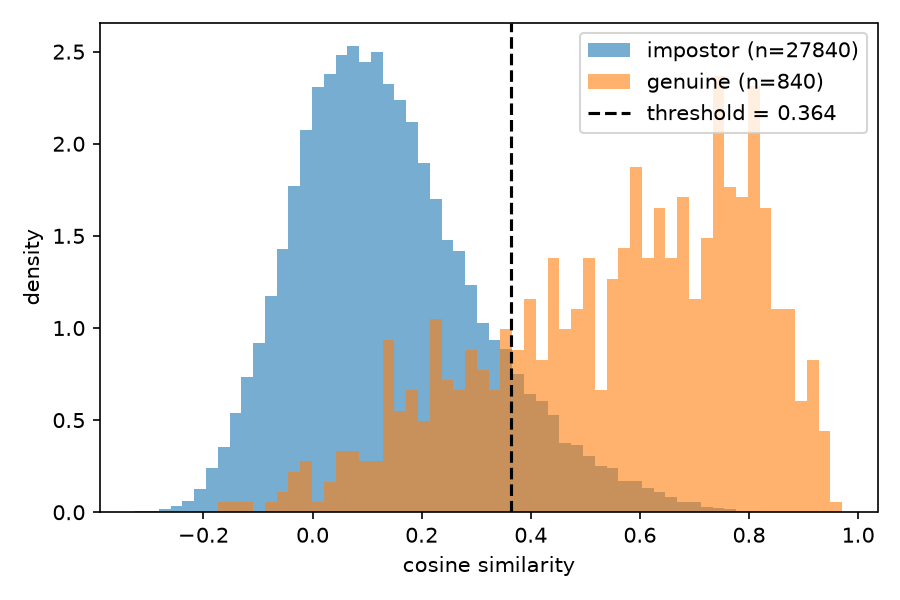 impostor (n=27840)
genuine (n=840)
threshold = 0.364
density
2.5
2.0
1.5
1.0
0.5
0.0
−0.2 0.0 0.2 0.4 0.6 0.8 1.0
cosine similarity